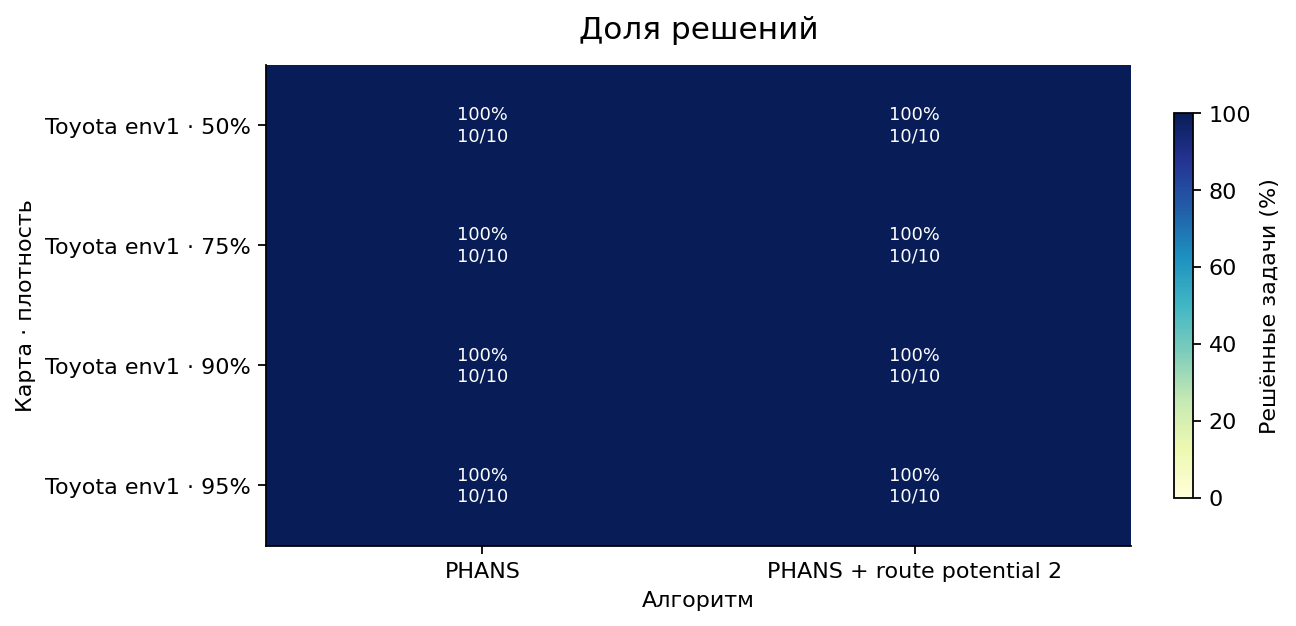 Доля решений
Карта · плотность
Toyota env1 · 50%
100%
10/10
100%
10/10
Toyota env1 · 75%
100%
10/10
100%
10/10
Toyota env1 · 90%
100%
10/10
100%
10/10
Toyota env1 · 95%
100%
10/10
100%
10/10
PHANS
PHANS + route potential 2
Алгоритм
100
80
60
40
20
0
Решённые задачи (%)